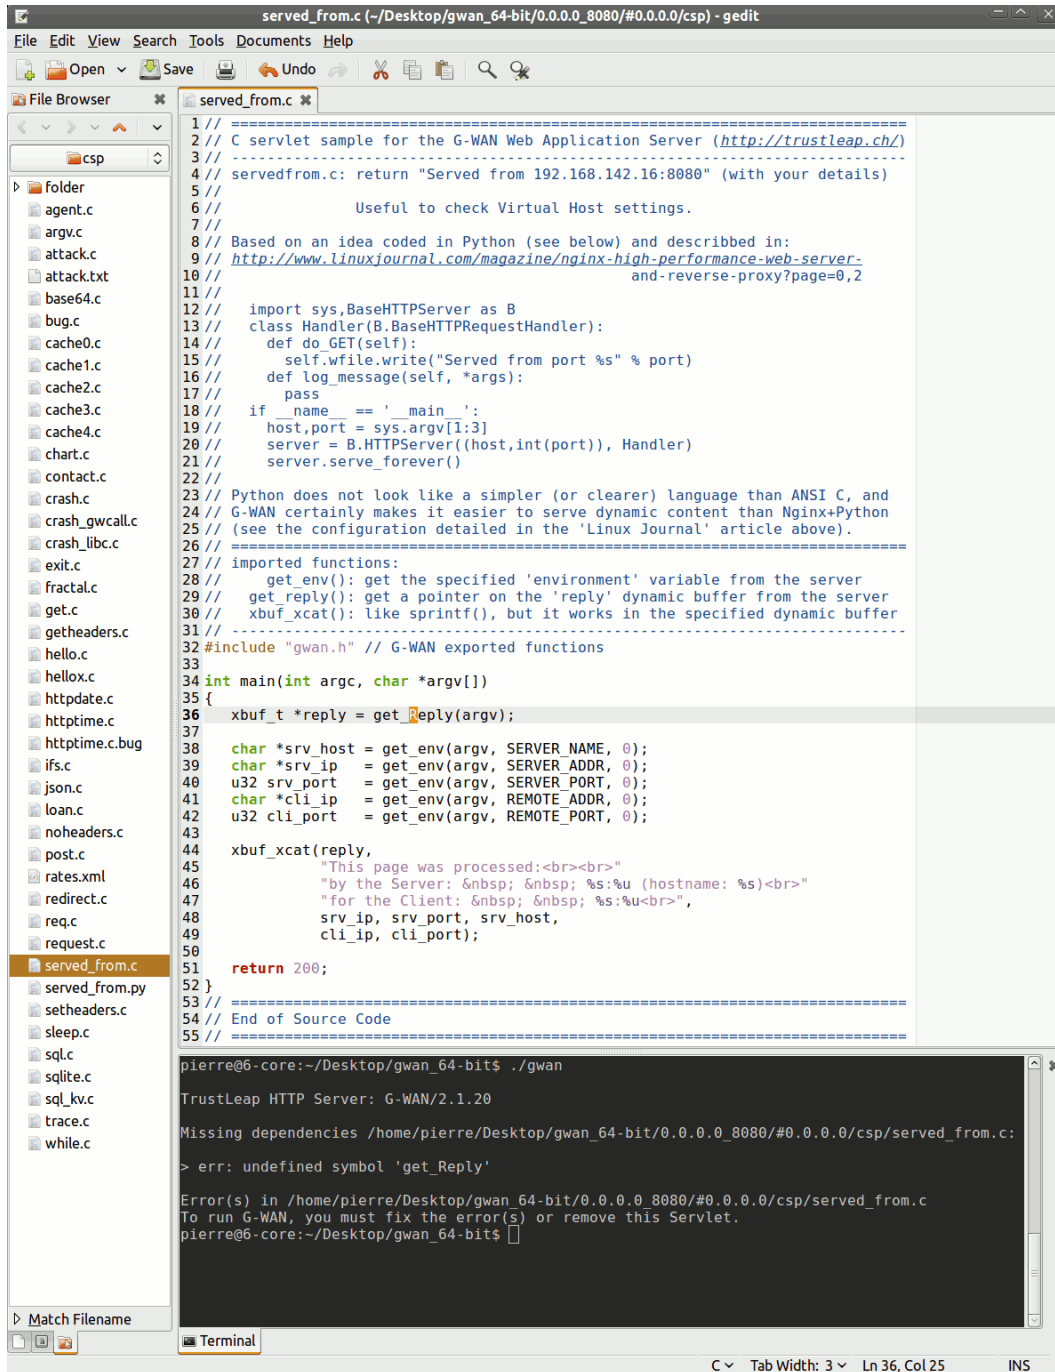 served_from.c (~/Desktop/gwan_64-bit/0.0.0.0_8080/#0.0.0.0/csp) - gedit
File Edit View Search Tools Documents Help
Open Save Undo
File Browser
csp
folder
agent.c
argv.c
attack.c
attack.txt
base64.c
bug.c
cache0.c
cache1.c
cache2.c
cache3.c
cache4.c
chart.c
contact.c
crash.c
crash_gwcall.c
crash_libc.c
exit.c
fractal.c
get.c
getheaders.c
hello.c
hellox.c
httpdate.c
httptime.c
httptime.c.bug
ifs.c
json.c
loan.c
noheaders.c
post.c
rates.xml
redirect.c
req.c
request.c
served_from.c
served_from.py
setheaders.c
sleep.c
sql.c
sqlite.c
sql_kv.c
trace.c
while.c
Match Filename
served_from.c
1 // ============================================================================
2 // C servlet sample for the G-WAN Web Application Server (http://trustleap.ch/)
3 // ----------------------------------------------------------------------------
4 // servedfrom.c: return "Served from 192.168.142.16:8080" (with your details)
5 //
6 //               Useful to check Virtual Host settings.
7 //
8 // Based on an idea coded in Python (see below) and describbed in:
9 // http://www.linuxjournal.com/magazine/nginx-high-performance-web-server-
10 //                                              and-reverse-proxy?page=0,2
11 //
12 //   import sys,BaseHTTPServer as B
13 //   class Handler(B.BaseHTTPRequestHandler):
14 //     def do_GET(self):
15 //       self.wfile.write("Served from port %s" % port)
16 //     def log_message(self, *args):
17 //       pass
18 //   if __name__ == '__main__':
19 //     host,port = sys.argv[1:3]
20 //     server = B.HTTPServer((host,int(port)), Handler)
21 //     server.serve_forever()
22 //
23 // Python does not look like a simpler (or clearer) language than ANSI C, and
24 // G-WAN certainly makes it easier to serve dynamic content than Nginx+Python
25 // (see the configuration detailed in the 'Linux Journal' article above).
26 // ============================================================================
27 // imported functions:
28 //     get_env(): get the specified 'environment' variable from the server
29 //   get_reply(): get a pointer on the 'reply' dynamic buffer from the server
30 //   xbuf_xcat(): like sprintf(), but it works in the specified dynamic buffer
31 // ----------------------------------------------------------------------------
32 #include "gwan.h" // G-WAN exported functions
33
34 int main(int argc, char *argv[])
35 {
36    xbuf_t *reply = get_Reply(argv);
37
38    char *srv_host = get_env(argv, SERVER_NAME, 0);
39    char *srv_ip   = get_env(argv, SERVER_ADDR, 0);
40    u32 srv_port   = get_env(argv, SERVER_PORT, 0);
41    char *cli_ip   = get_env(argv, REMOTE_ADDR, 0);
42    u32 cli_port   = get_env(argv, REMOTE_PORT, 0);
43
44    xbuf_xcat(reply,
45              "This page was processed:<br><br>"
46              "by the Server: &nbsp; &nbsp; %s:%u (hostname: %s)<br>"
47              "for the Client: &nbsp; &nbsp; %s:%u<br>",
48              srv_ip, srv_port, srv_host,
49              cli_ip, cli_port);
50
51    return 200;
52 }
53 // ============================================================================
54 // End of Source Code
55 // ============================================================================
pierre@6-core:~/Desktop/gwan_64-bit$ ./gwan
TrustLeap HTTP Server: G-WAN/2.1.20
Missing dependencies /home/pierre/Desktop/gwan_64-bit/0.0.0.0_8080/#0.0.0.0/csp/served_from.c:
> err: undefined symbol 'get_Reply'
Error(s) in /home/pierre/Desktop/gwan_64-bit/0.0.0.0_8080/#0.0.0.0/csp/served_from.c
To run G-WAN, you must fix the error(s) or remove this Servlet.
pierre@6-core:~/Desktop/gwan_64-bit$
Terminal
C Tab Width: 3 Ln 36, Col 25 INS